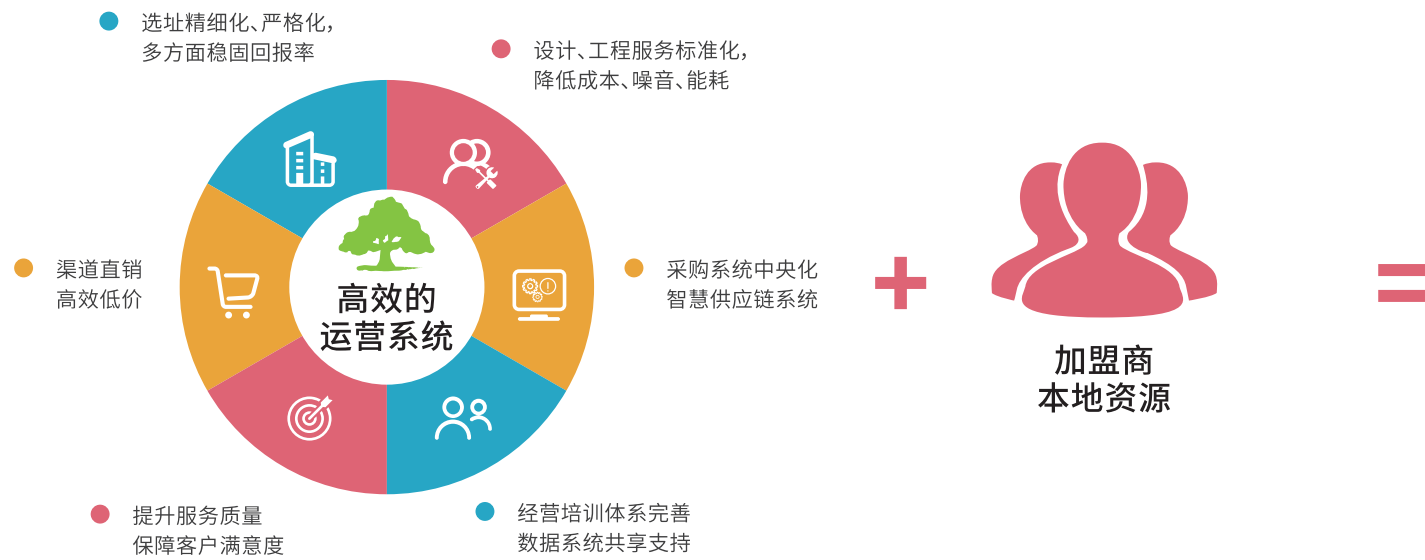 选址精细化、严格化，
多方面稳固回报率
设计、工程服务标准化，
降低成本、噪音、能耗
渠道直销
高效低价
高效的
运营系统
采购系统中央化
智慧供应链系统
+
=
加盟商
本地资源
提升服务质量
保障客户满意度
经营培训体系完善
数据系统共享支持